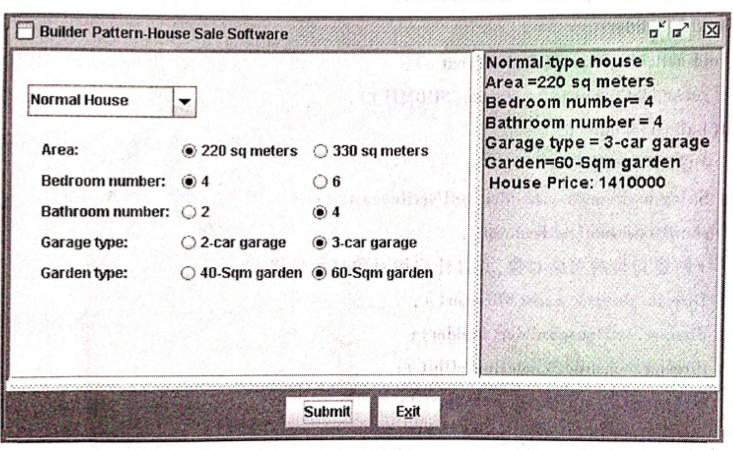 Builder Pattern-House Sale Software
Normal House
Area: 220 sq meters 330 sq meters
Bedroom number: 4 6
Bathroom number: 2 4
Garage type: 2-car garage 3-car garage
Garden type: 40-Sqm garden 60-Sqm garden
Normal-type house
Area =220 sq meters
Bedroom number= 4
Bathroom number = 4
Garage type = 3-car garage
Garden=60-Sqm garden
House Price: 1410000
Submit Exit